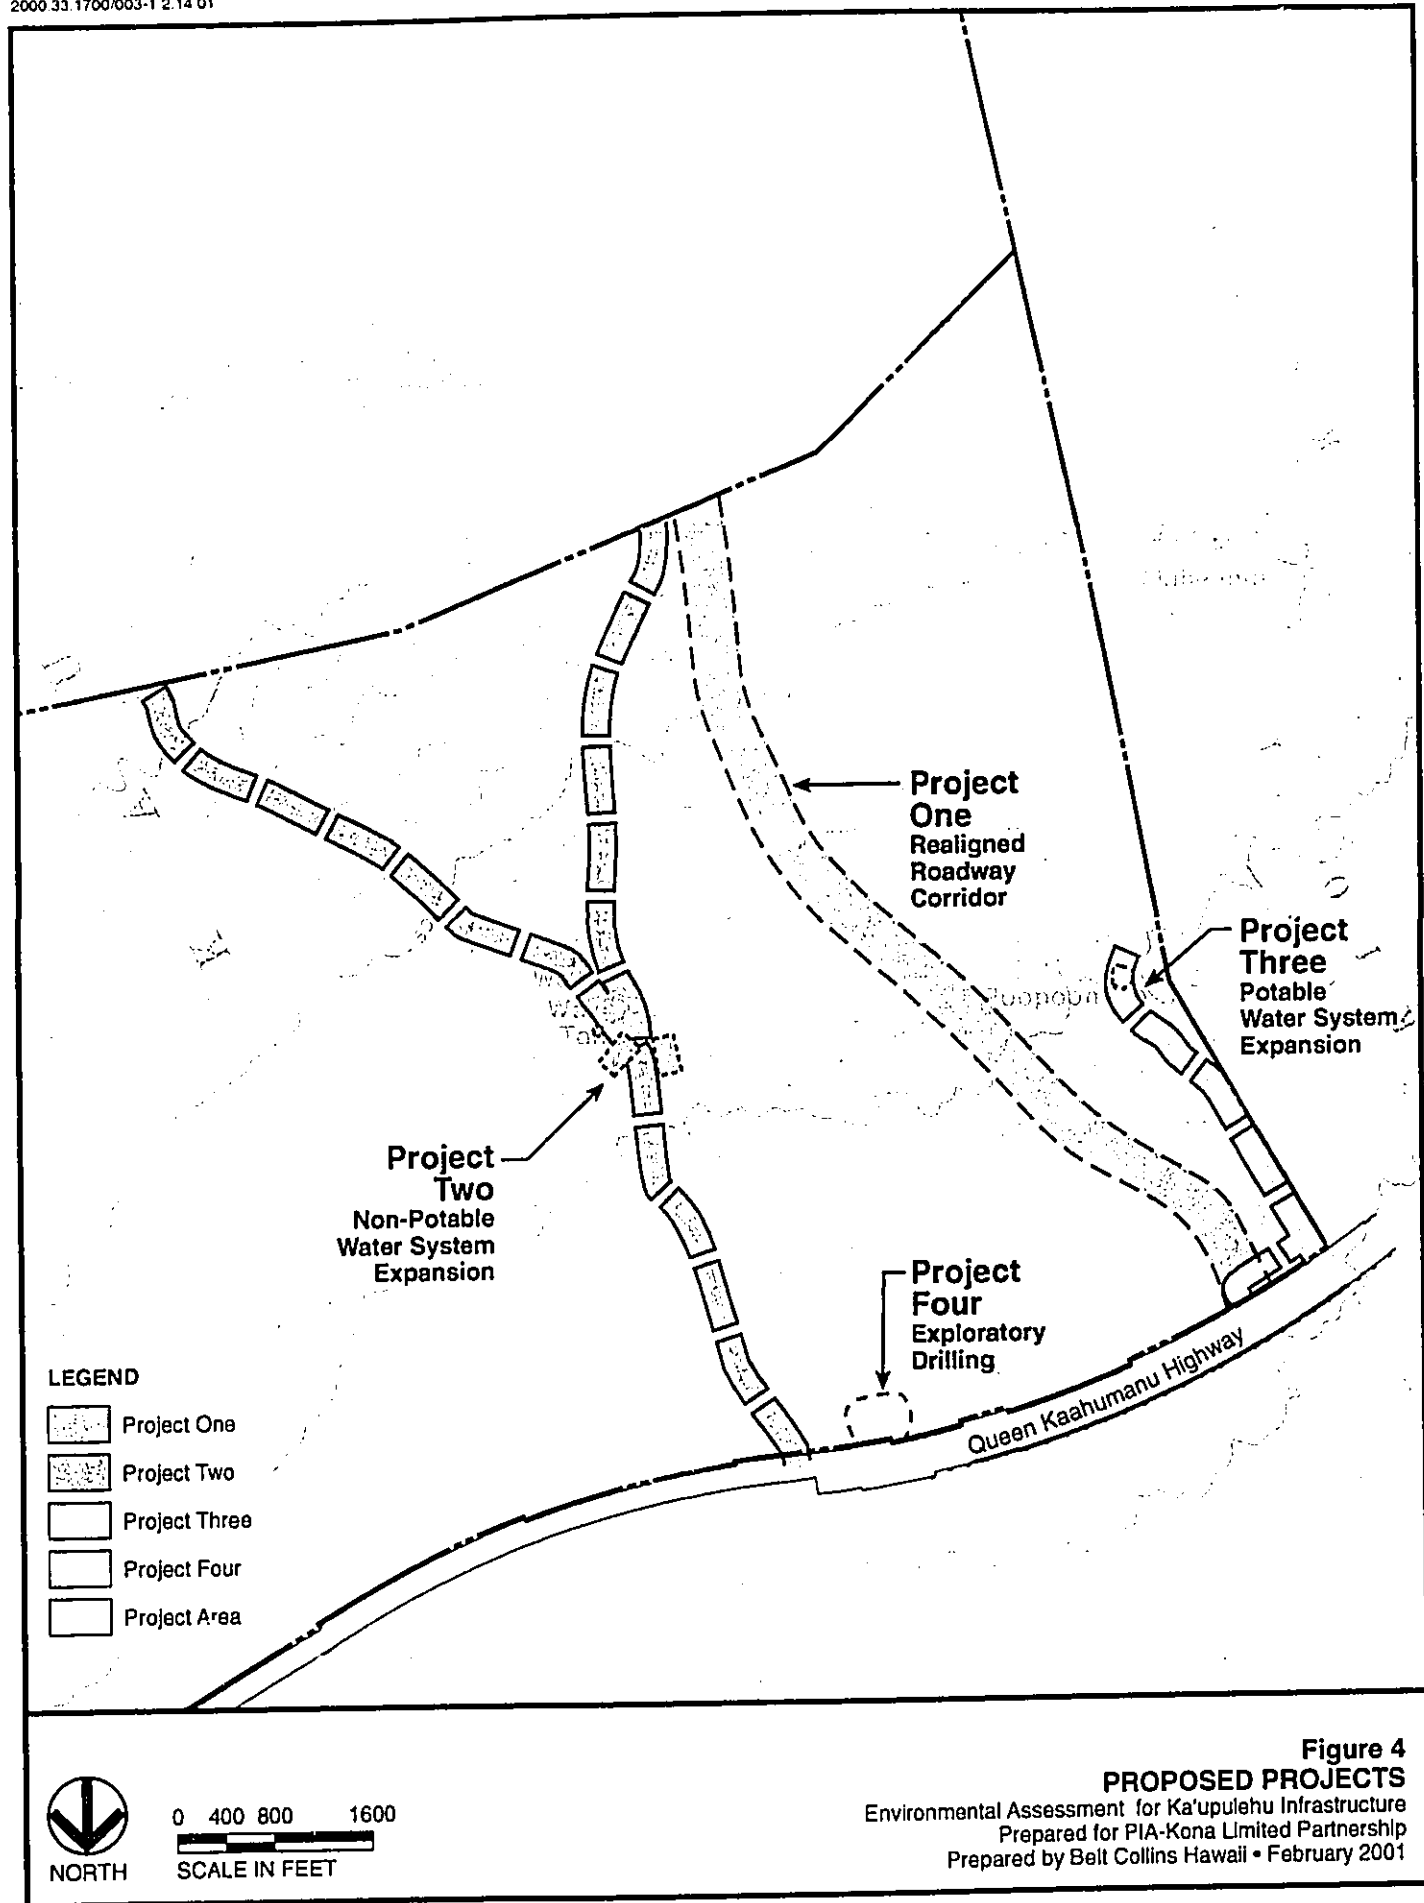 2000.33.1700/003-1 2.14.01
Project
One
Realigned
Roadway
Corridor
Project
Three
Potable
Water System
Expansion
Project
Two
Non-Potable
Water System
Expansion
Project
Four
Exploratory
Drilling
Queen Kaahumanu Highway
LEGEND
Project One
Project Two
Project Three
Project Four
Project Area
NORTH
0 400 800 1600
SCALE IN FEET
Figure 4
PROPOSED PROJECTS
Environmental Assessment for Ka'upulehu Infrastructure
Prepared for PIA-Kona Limited Partnership
Prepared by Belt Collins Hawaii • February 2001